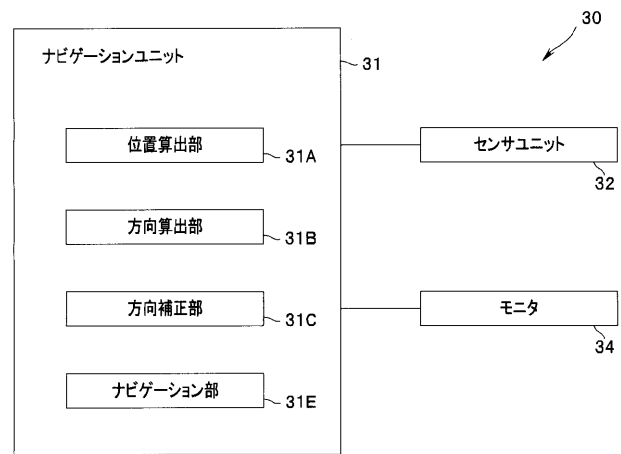 30
ナビゲーションユニット
31
位置算出部
31A
センサユニット
32
方向算出部
31B
方向補正部
31C
モニタ
34
ナビゲーション部
31E